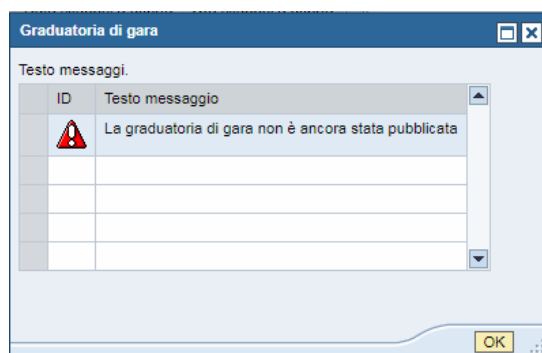 Graduatoria di gara
Testo messaggi.
ID Testo messaggio
La graduatoria di gara non è ancora stata pubblicata
OK